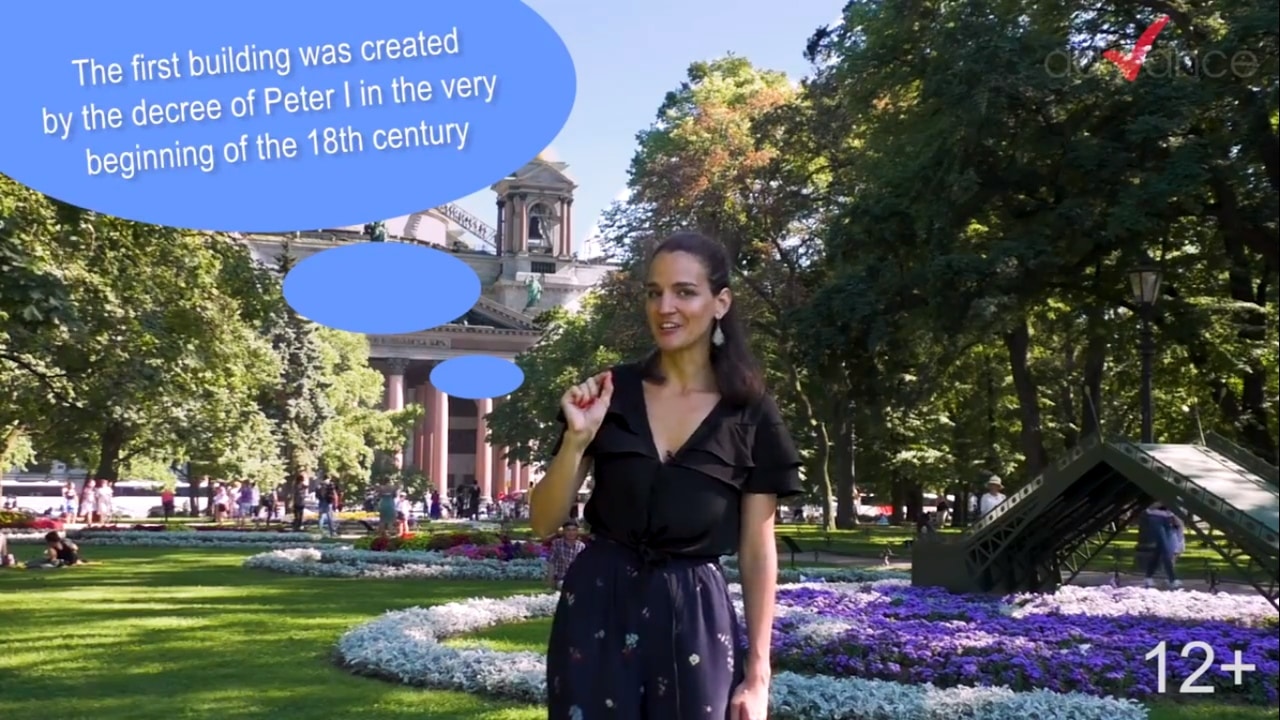 The first building was created
by the decree of Peter I in the very
beginning of the 18th century
advance
12+